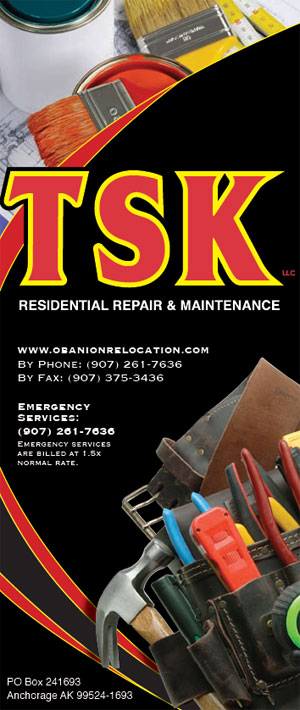 TSK
LLC
RESIDENTIAL REPAIR & MAINTENANCE
WWW.OBANIONRELOCATION.COM
BY PHONE: (907) 261-7636
BY FAX: (907) 375-3436
EMERGENCY
SERVICES:
(907) 261-7636
EMERGENCY SERVICES
ARE BILLED AT 1.5X
NORMAL RATE.
PO Box 241693
Anchorage AK 99524-1693